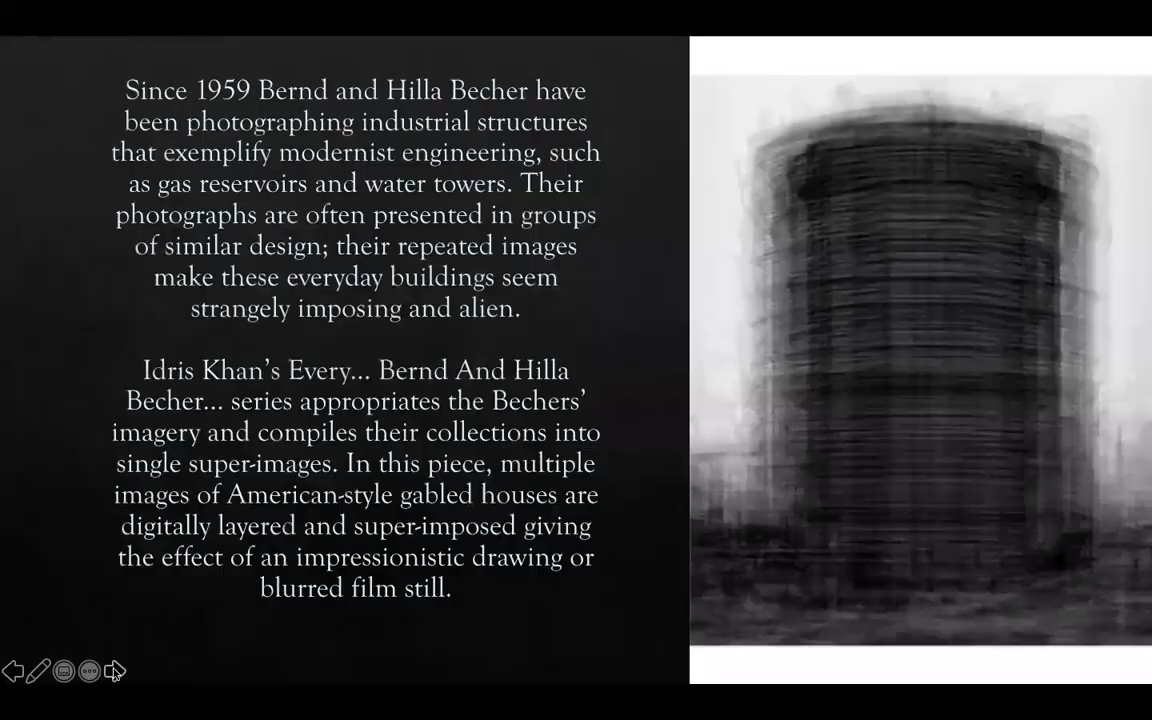 Since 1959 Bernd and Hilla Becher have
been photographing industrial structures
that exemplify modernist engineering, such
as gas reservoirs and water towers. Their
photographs are often presented in groups
of similar design; their repeated images
make these everyday buildings seem
strangely imposing and alien.
Idris Khan’s Every... Bernd And Hilla
Becher... series appropriates the Bechers’
imagery and compiles their collections into
single super-images. In this piece, multiple
images of American-style gabled houses are
digitally layered and super-imposed giving
the effect of an impressionistic drawing or
blurred film still.